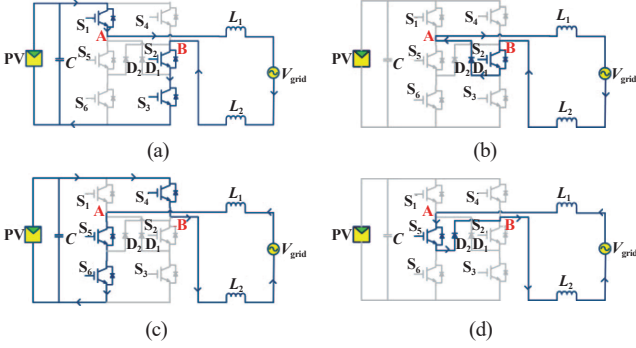 S1 S4 L1
A
PV C S5 S2 B Vgrid
D2 D1
S6 S3 L2
(a)
S1 S4 L1
A
PV C S5 S2 B Vgrid
D2 D1
S6 S3 L2
(b)
S1 S4 L1
A
PV C S5 S2 B Vgrid
D2 D1
S6 S3 L2
(c)
S1 S4 L1
A
PV C S5 S2 B Vgrid
D2 D1
S6 S3 L2
(d)